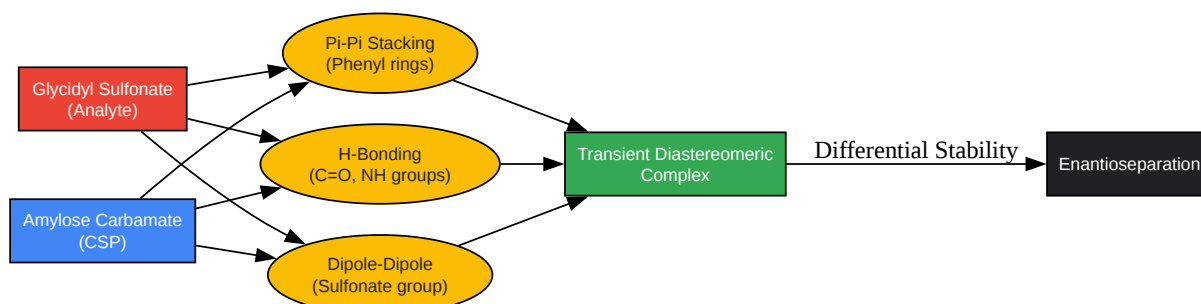 Pi-Pi Stacking
(Phenyl rings)
Glycidyl Sulfonate
(Analyte)
H-Bonding
(C=O, NH groups)
Transient Diastereomeric
Complex
Differential Stability
Enantioseparation
Amylose Carbamate
(CSP)
Dipole-Dipole
(Sulfonate group)